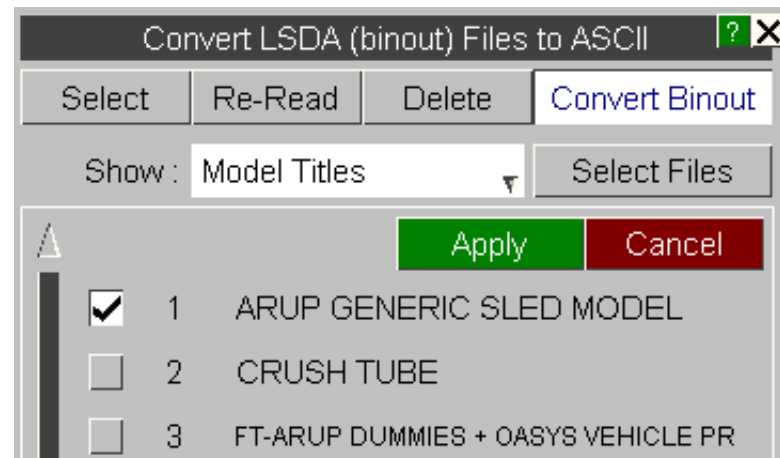 Convert LSDA (binout) Files to ASCII ? X
Select Re-Read Delete Convert Binout
Show : Model Titles Select Files
Apply Cancel
1 ARUP GENERIC SLED MODEL
2 CRUSH TUBE
3 FT-ARUP DUMMIES + OASYS VEHICLE PR